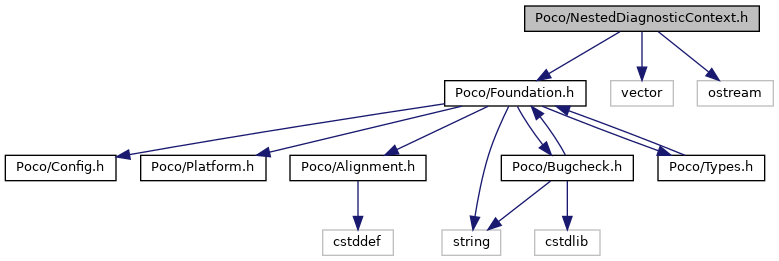 Poco/NestedDiagnosticContext.h
Poco/Foundation.h
vector
ostream
Poco/Config.h
Poco/Platform.h
Poco/Alignment.h
Poco/Bugcheck.h
Poco/Types.h
cstddef
string
cstdlib